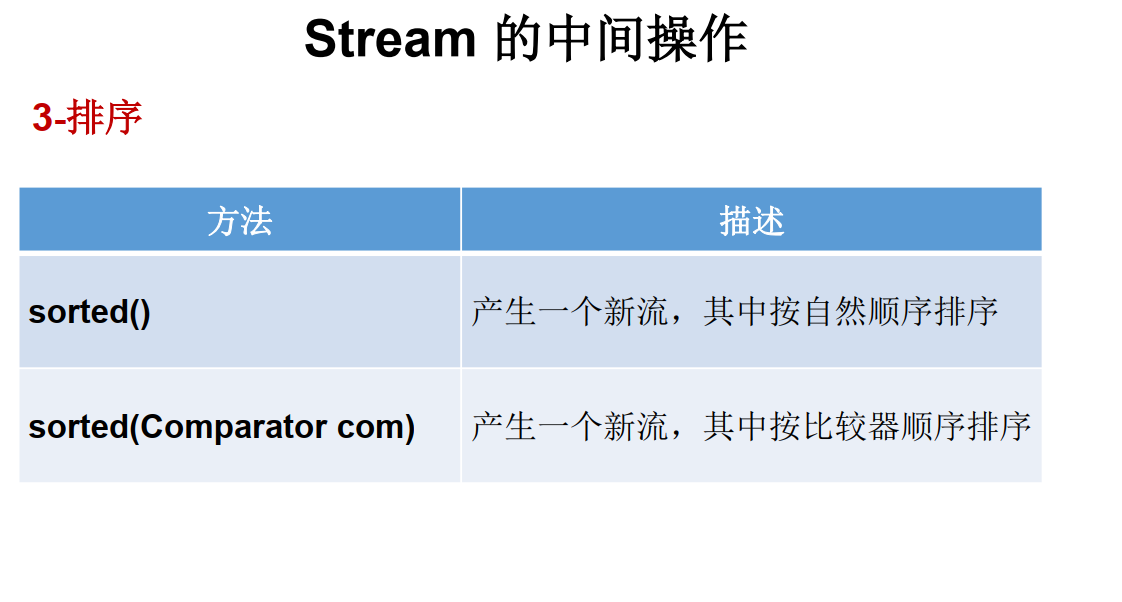 Stream 的中间操作
3-排序
方法 描述
sorted() 产生一个新流，其中按自然顺序排序
sorted(Comparator com) 产生一个新流，其中按比较器顺序排序